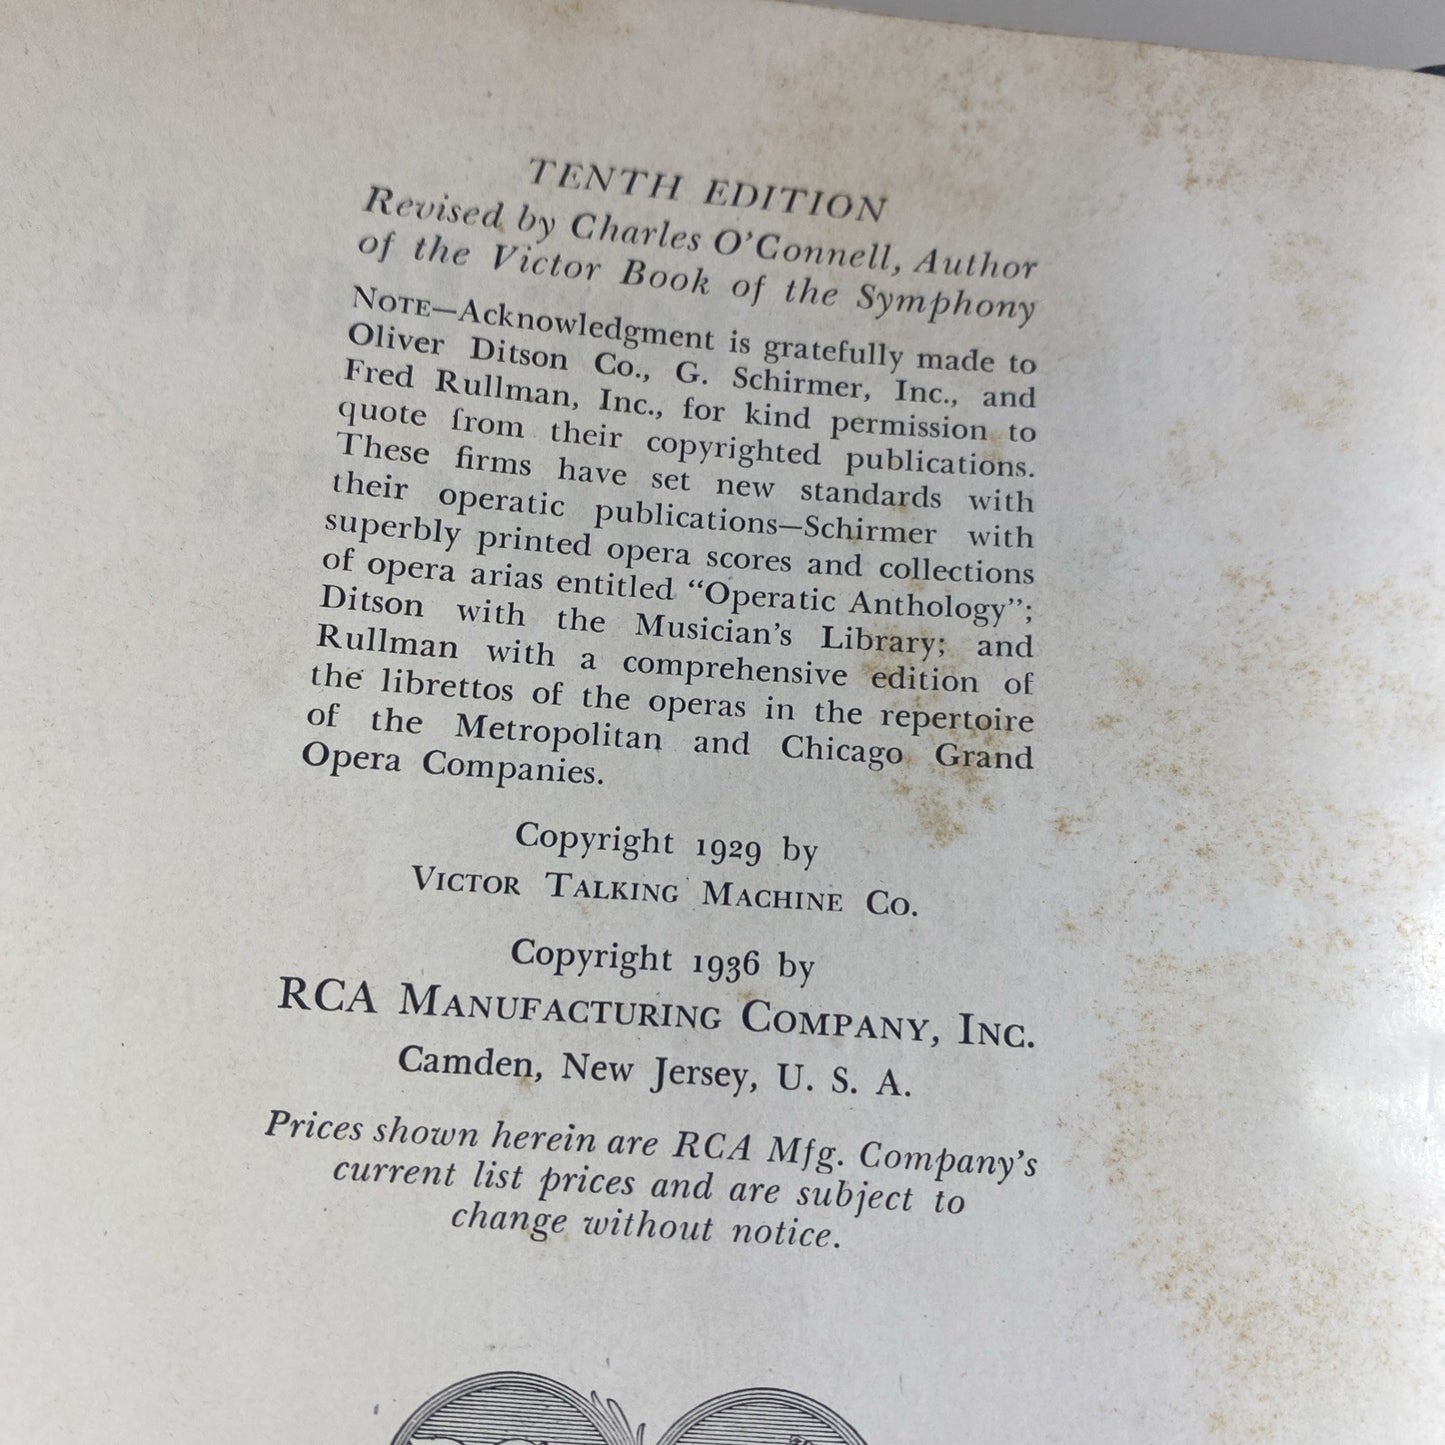 TENTH EDITION
Revised by Charles O'Connell, Author
of the Victor Book of the Symphony
NOTE—Acknowledgment is gratefully made to
Oliver Ditson Co., G. Schirmer, Inc., and
Fred Rullman, Inc., for kind permission to
quote from their copyrighted publications.
These firms have set new standards with
their operatic publications—Schirmer with
superbly printed opera scores and collections
of opera arias entitled “Operatic Anthology”;
Ditson with the Musician's Library; and
Rullman with a comprehensive edition of
the librettos of the operas in the repertoire
of the Metropolitan and Chicago Grand
Opera Companies.
Copyright 1929 by
VICTOR TALKING MACHINE CO.
Copyright 1936 by
RCA MANUFACTURING COMPANY, INC.
Camden, New Jersey, U. S. A.
Prices shown herein are RCA Mfg. Company's
current list prices and are subject to
change without notice.